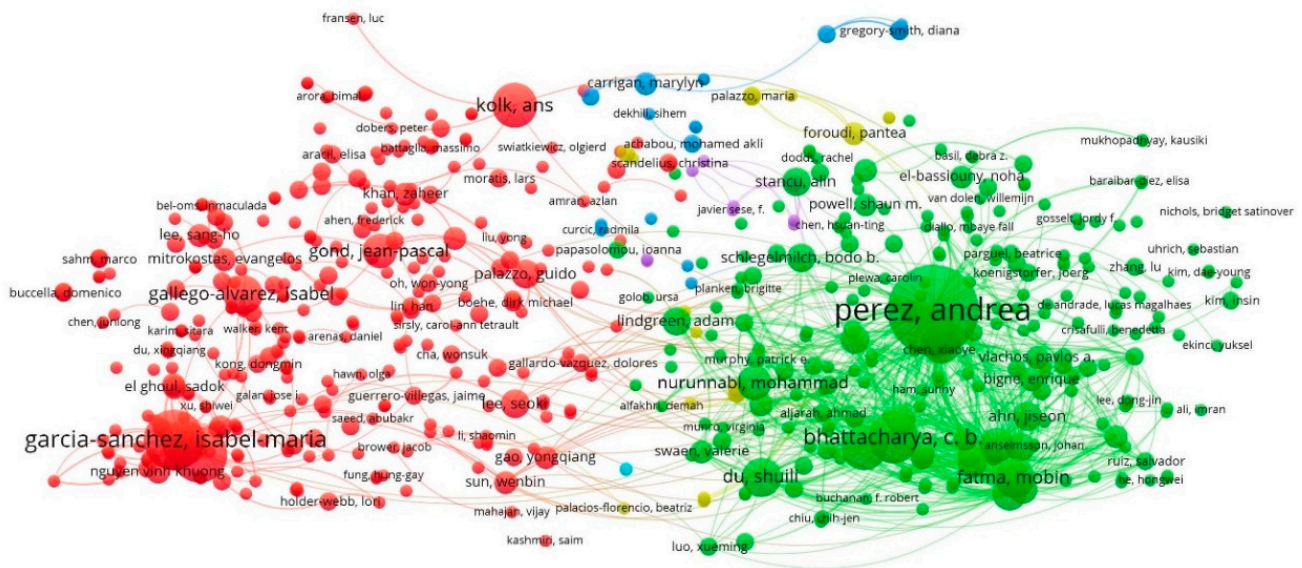 fransen, luc
gregory-smith, diana
carrigan, marylyn
arora, bimal
kolk, ans
palazzo, maria
dekhili, sihem
dobers, peter
foroudi, pantea
swiatkiewicz, olgierd
achabou, mohamed akli
mukhopadhyay, kausiki
battaglia, massimo
aracil, elisa
scandelius, christina
dodds, rachel
basil, debra z.
moratis, lars
stancu, alin
el-bassiouny, noha
baraibar-diez, elisa
khan, zaheer
amran, azlan
powell, shaun m.
van dolen, willemijn
bel-oms, inmaculada
ahen, frederick
javier sese, f.
gosselt, jordy f.
nichols, bridget satinover
chen, hsuan-ting
diallo, mbaye fall
lee, sang-ho
curcic, radmila
liu, yong
papasolomou, ioanna
uhrich, sebastian
gond, jean-pascal
sahm, marco
mitrokostas, evangelos
schlegelmilch, bodo b.
parguel, beatrice
koenigstorfer, joerg
zhang, lu
kim, dae-young
plewa, carolin
palazzo, guido
oh, won-yong
planken, brigitte
buccella, domenico
gallego-alvarez, isabel
boehe, dirk michael
golob, ursa
kim, insin
lin, han
perez, andrea
de andrade, lucas magalhaes
chen, junlong
karim, sitara
walker, kent
arenas, daniel
sirsly, carol-ann tetrault
lindgreen, adam
crisafulli, benedetta
du, xingqiang
kong, dongmin
cha, wonsuk
gallardo-vazquez, dolores
murphy, patrick e.
chen, xiaoye
vlachos, pavlos a.
ekinci, yuksel
el ghoul, sadok
hawn, olga
nurunnabi, mohammad
bigne, enrique
xu, shiwei
galan, jose i.
guerrero-villegas, jaime
lee, seoki
alfakhri, demah
ham, sunny
lee, dong-jin
saeed, abubakr
aljarah, ahmad
ahn, jiseon
ali, imran
garcia-sanchez, isabel-maria
brower, jacob
li, shaomin
munro, virginia
bhattacharya, c. b.
anselmsson, johan
swaen, valerie
gao, yongqiang
ruiz, salvador
nguyen vinh khuong
fung, hung-gay
sun, wenbin
du, shuili
fatma, mobin
he, hongwei
holder-webb, lori
buchanan, f. robert
mahajan, vijay
palacios-florencio, beatriz
chiu, chih-jen
kashmiri, saim
luo, xueming